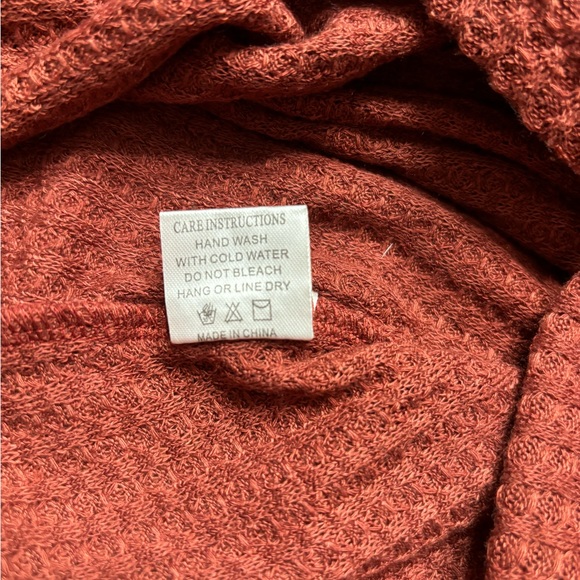 CARE INSTRUCTIONS
HAND WASH
WITH COLD WATER
DO NOT BLEACH
HANG OR LINE DRY
MADE IN CHINA